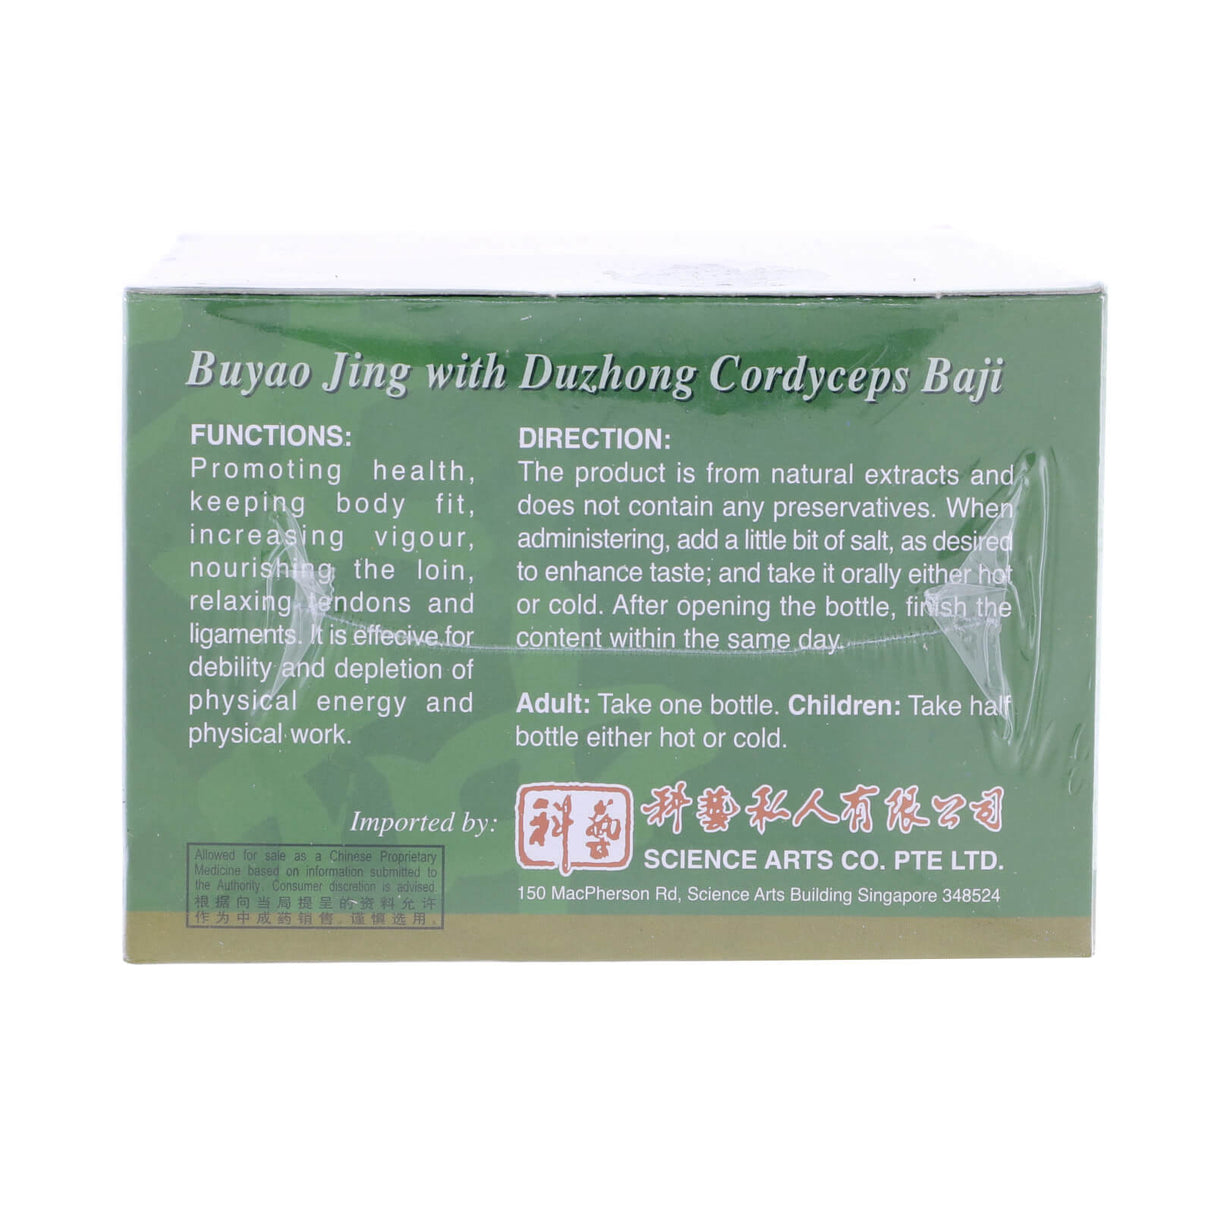 Buyao Jing with Duzhong Cordyceps Baji
FUNCTIONS:
Promoting health,
keeping body fit,
increasing vigour,
nourishing the loin,
relaxing tendons and
ligaments. It is effecive for
debility and depletion of
physical energy and
physical work.
DIRECTION:
The product is from natural extracts and
does not contain any preservatives. When
administering, add a little bit of salt, as desired
to enhance taste; and take it orally either hot
or cold. After opening the bottle, finish the
content within the same day.
Adult: Take one bottle. Children: Take half
bottle either hot or cold.
Imported by:
科藝
科藝私人有限公司
SCIENCE ARTS CO. PTE LTD.
150 MacPherson Rd, Science Arts Building Singapore 348524
Allowed for sale as a Chinese Proprietary
Medicine based on information submitted to
the Authority. Consumer discretion is advised.
根据向当局提呈的资料允许
作为中成药销售，谨慎选用。